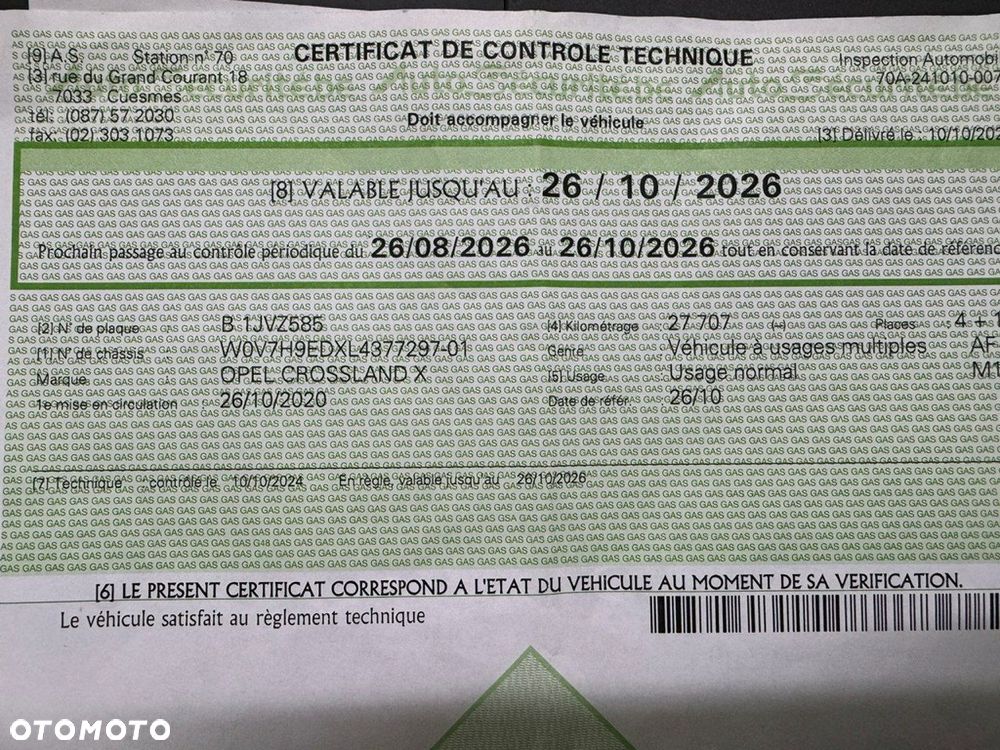 [9] A.S. Station n° 70
[3] rue du Grand Courant 18
7033 Cuesmes
tél.: (087) 57.2030
fax: (02) 303 1073
CERTIFICAT DE CONTROLE TECHNIQUE
Doit accompagner le véhicule
Inspection Automobi
70A-241010-007
[3] Délivré le : 10/10/202
[8] VALABLE JUSQU'AU : 26 / 10 / 2026
Prochain passage au contrôle périodique du 26/08/2026 au 26/10/2026 tout en conservant la date de référenc
[2] N° de plaque B 1JVZ585 [4] Kilométrage 27 707 (--) Places : 4 + 1
[1] N° de chassis W0V7H9EDXL4377297-01 Genre Véhicule à usages multiples AF
Marque : OPEL CROSSLAND X [5] Usage Usage normal M1
1e mise en circulation 26/10/2020 Date de référ. 26/10
[7] Technique contrôlé le 10/10/2024 En règle, valable jusqu'au 26/10/2026
[6] LE PRESENT CERTIFICAT CORRESPOND A L'ETAT DU VEHICULE AU MOMENT DE SA VERIFICATION.
Le véhicule satisfait au règlement technique
OTOMOTO